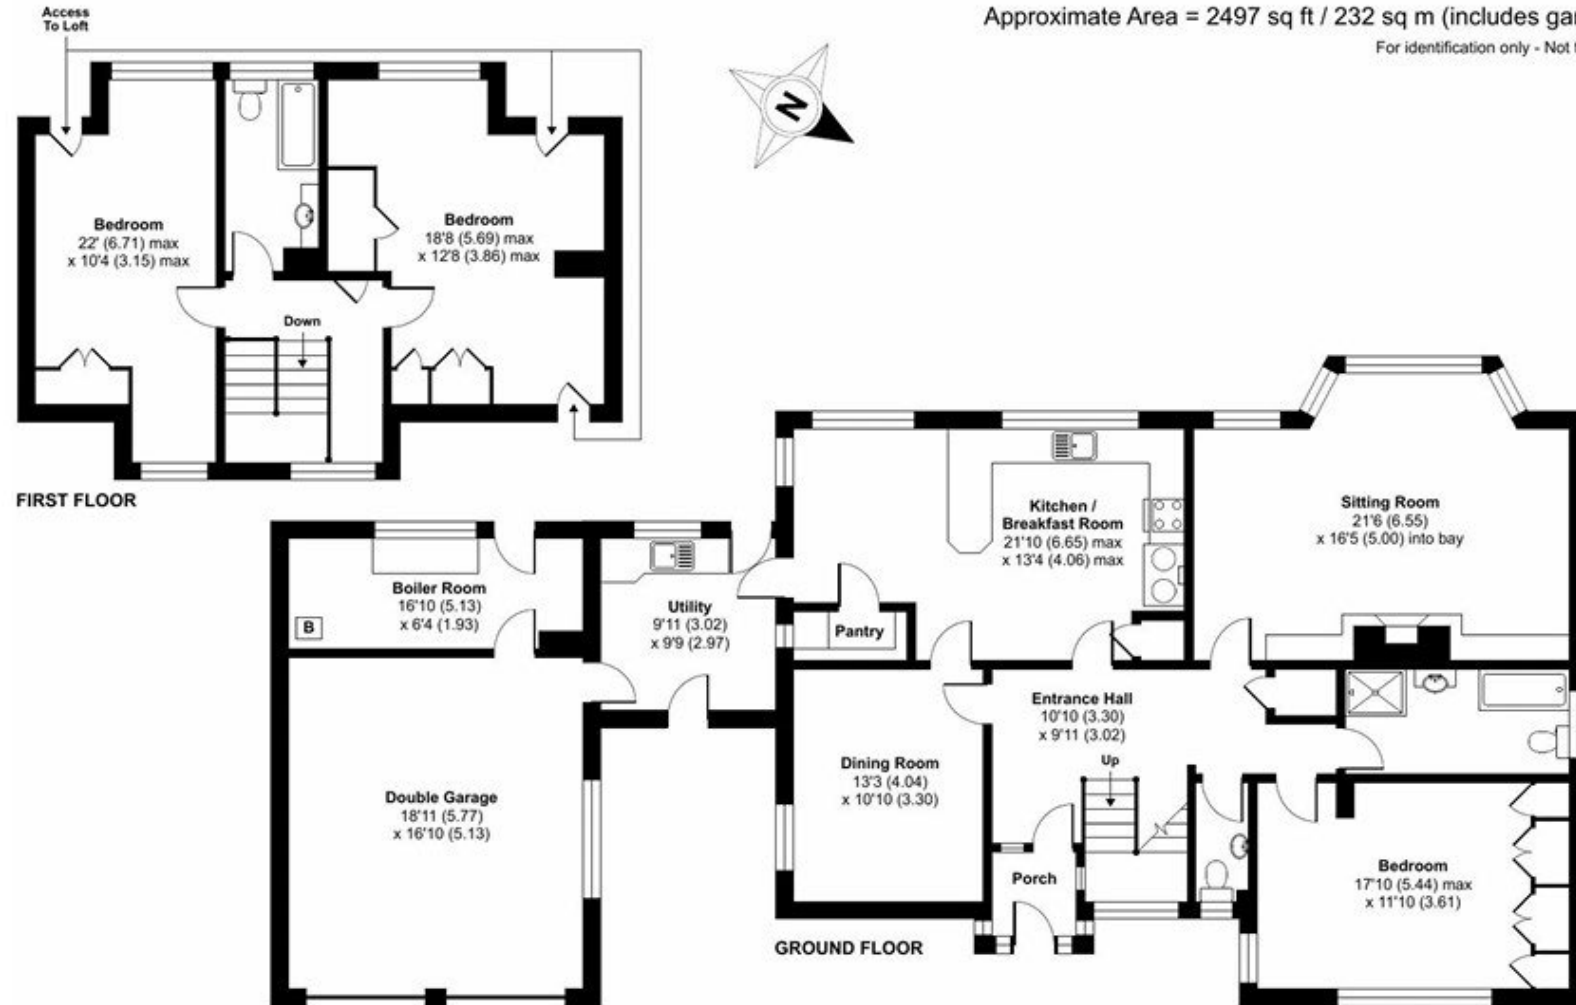 Approximate Area = 2497 sq ft / 232 sq m (includes
For identification only - Not
Access
To Loft
N
Bedroom
22' (6.71) max
x 10'4 (3.15) max
Bedroom
18'8 (5.69) max
x 12'8 (3.86) max
Down
FIRST FLOOR
Kitchen /
Breakfast Room
21'10 (6.65) max
x 13'4 (4.06) max
Sitting Room
21'6 (6.55)
x 16'5 (5.00) into bay
Boiler Room
16'10 (5.13)
x 6'4 (1.93)
B
Utility
9'11 (3.02)
x 9'9 (2.97)
Pantry
Entrance Hall
10'10 (3.30)
x 9'11 (3.02)
Up
Dining Room
13'3 (4.04)
x 10'10 (3.30)
Double Garage
18'11 (5.77)
x 16'10 (5.13)
Porch
Bedroom
17'10 (5.44) max
x 11'10 (3.61)
GROUND FLOOR